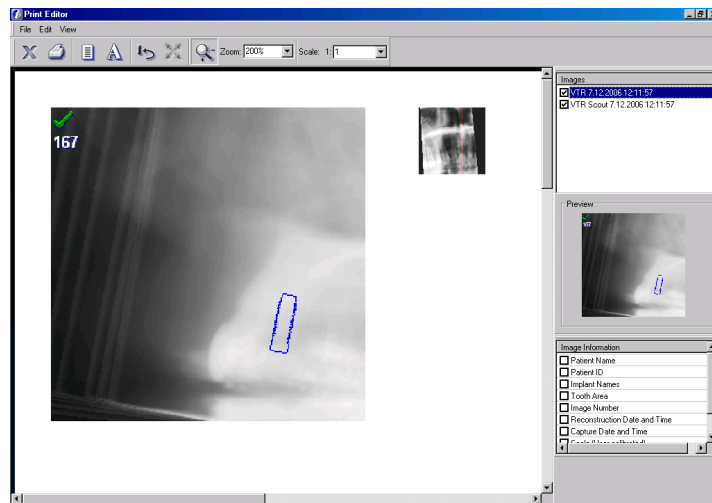 Print Editor
File Edit View
Zoom: 200% Scale: 1: 1
Images
VTR 7.12.2006 12:11:57
VTR Scout 7.12.2006 12:11:57
167
Preview
167
Image Information
Patient Name
Patient ID
Implant Names
Tooth Area
Image Number
Reconstruction Date and Time
Capture Date and Time